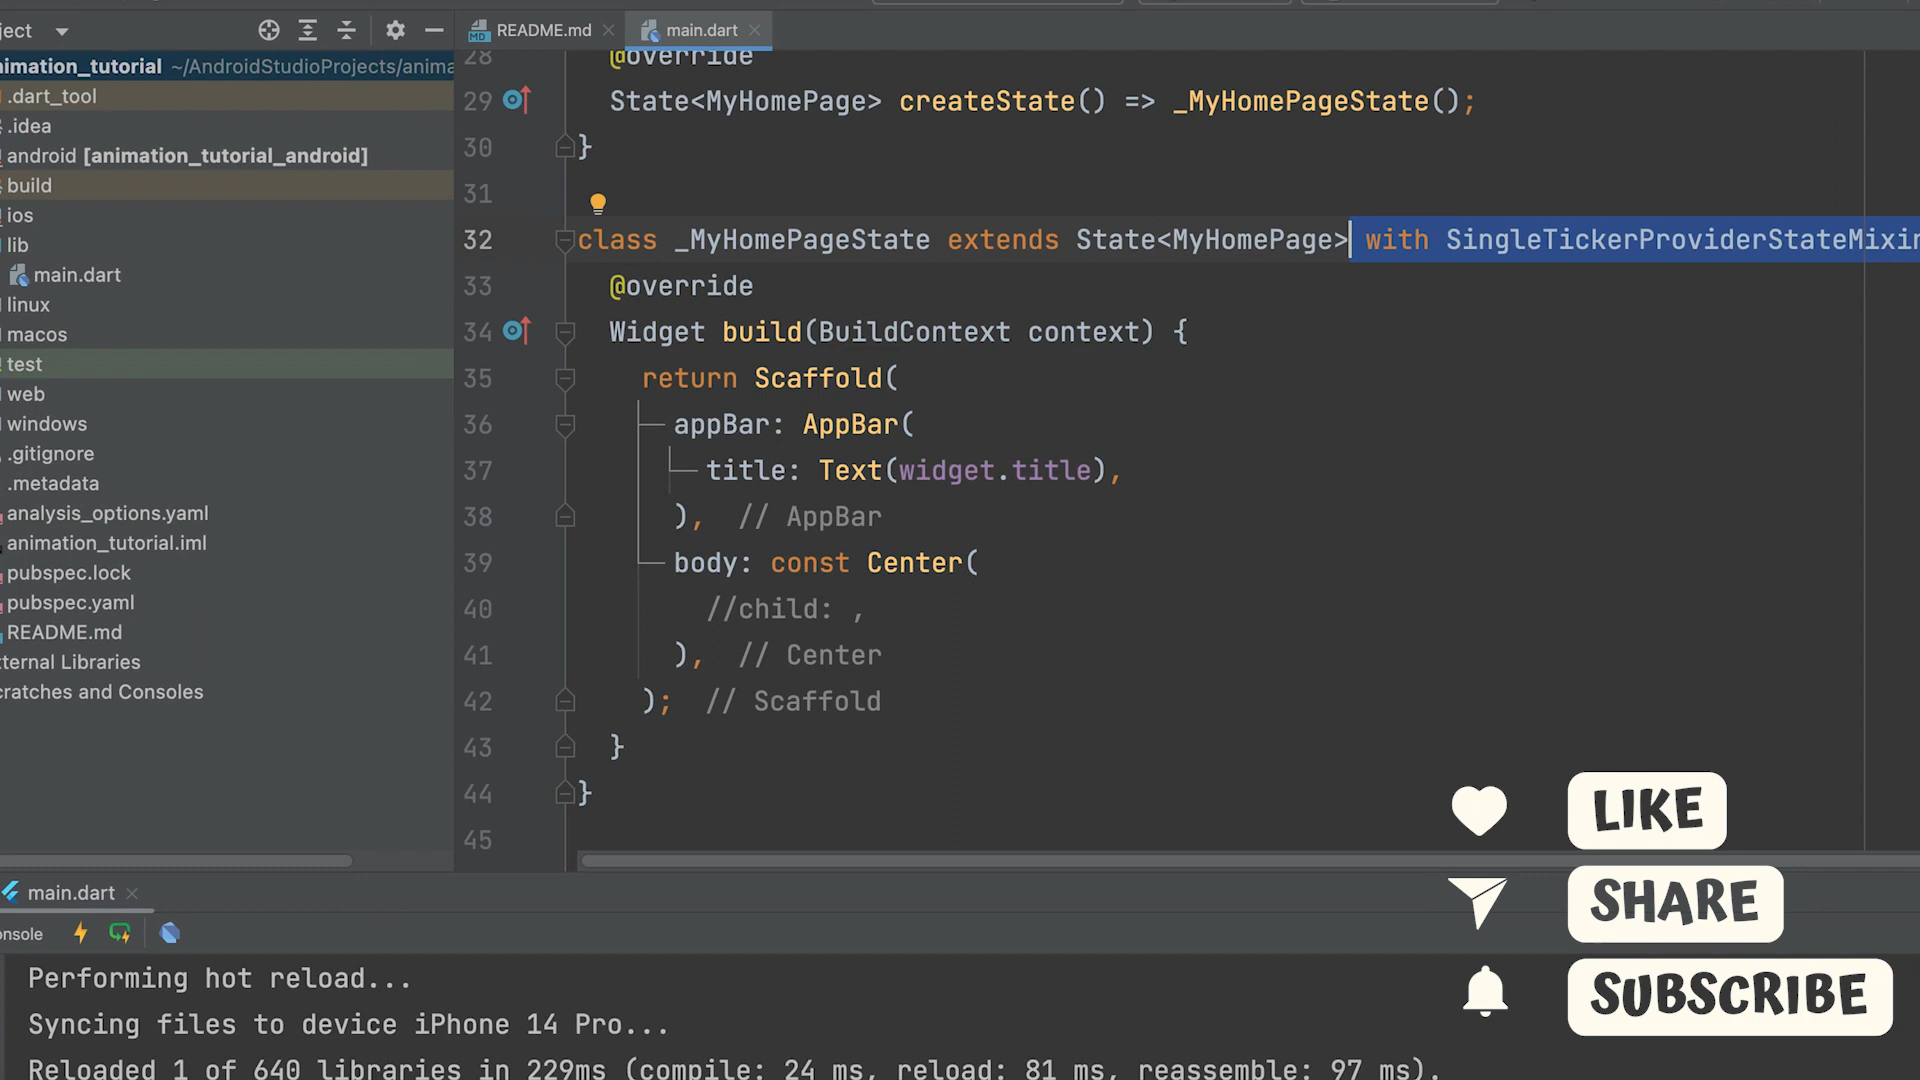 ject
README.md
main.dart
nimation_tutorial ~/AndroidStudioProjects/anima
.dart_tool
.idea
android [animation_tutorial_android]
build
ios
lib
main.dart
linux
macos
test
web
windows
.gitignore
.metadata
analysis_options.yaml
animation_tutorial.iml
pubspec.lock
pubspec.yaml
README.md
ternal Libraries
cratches and Consoles
28 @override
29 State<MyHomePage> createState() => _MyHomePageState();
30 }
31
32 class _MyHomePageState extends State<MyHomePage> with SingleTickerProviderStateMixin
33 @override
34 Widget build(BuildContext context) {
35 return Scaffold(
36 appBar: AppBar(
37 title: Text(widget.title),
38 ), // AppBar
39 body: const Center(
40 //child: ,
41 ), // Center
42 ); // Scaffold
43 }
44 }
45
LIKE
SHARE
SUBSCRIBE
main.dart
onsole
Performing hot reload...
Syncing files to device iPhone 14 Pro...
Reloaded 1 of 640 libraries in 229ms (compile: 24 ms, reload: 81 ms, reassemble: 97 ms).